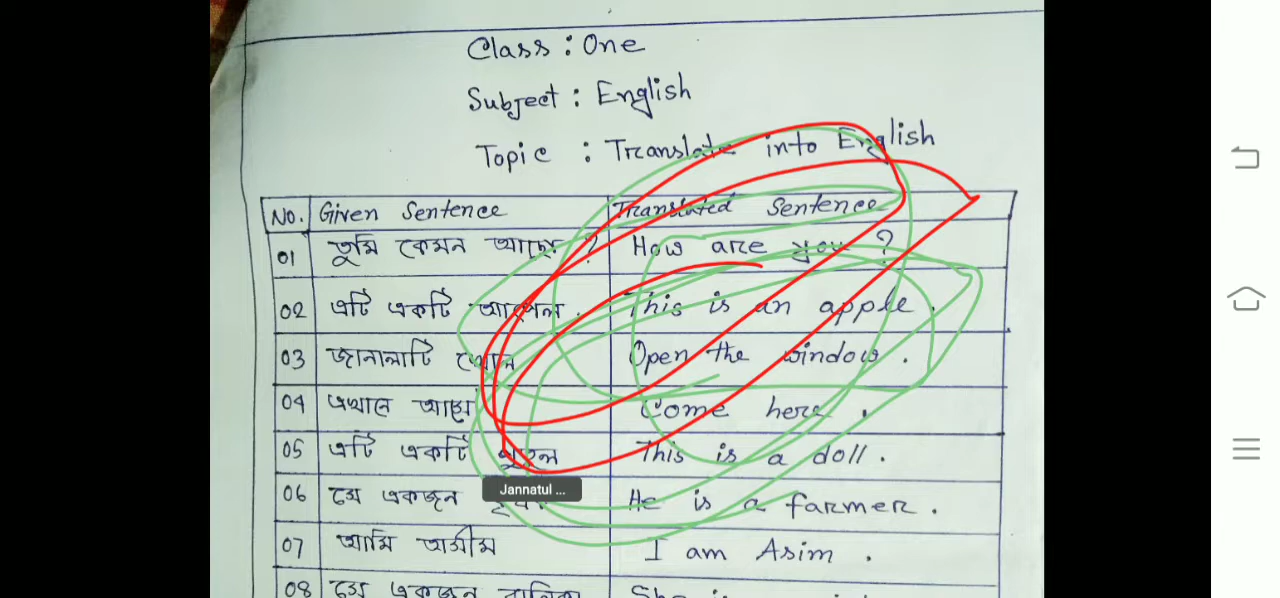 Class : One
Subject : English
Topic : Translate into English
No. Given Sentence Translated Sentence
01 তুমি কেমন আছো ? How are you ?
02 এটি একটি আপেল . This is an apple .
03 জানালাটি খোল Open the window .
04 এখানে আসো Come here .
05 এটি একটি পুতুল This is a doll .
Jannatul ...
06 সে একজন He is a farmer .
07 আমি অসীম I am Asim .
08 সে একজন বালিকা She is